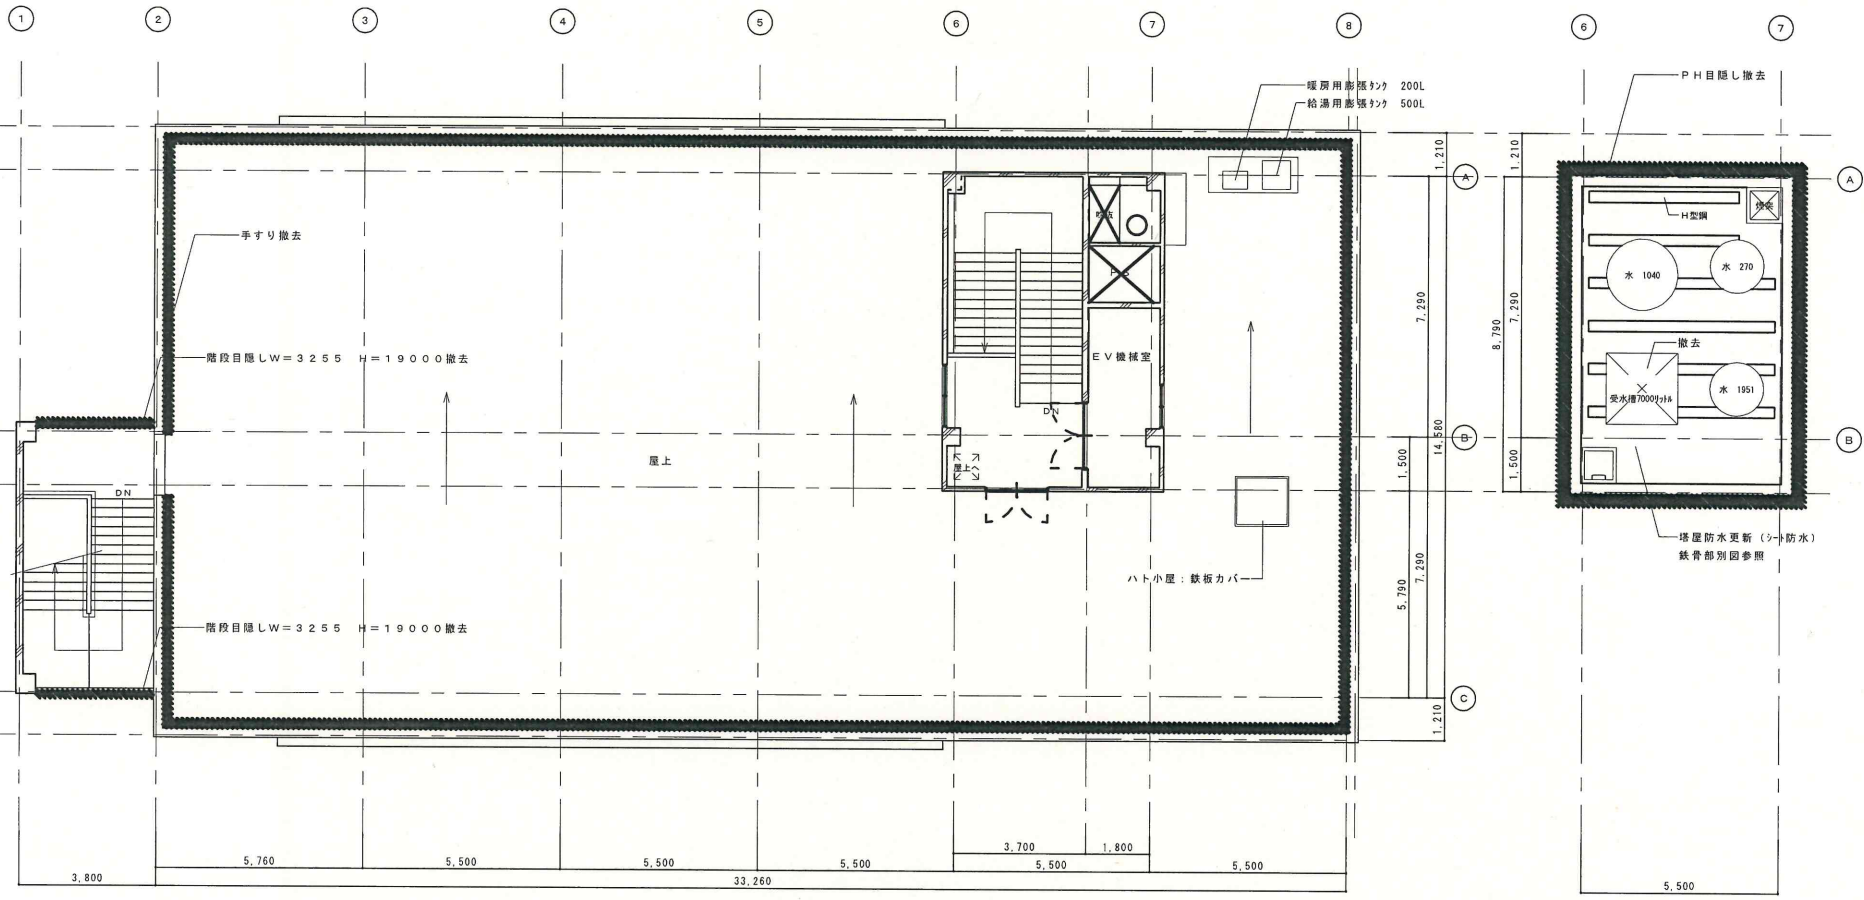 1
2
3
4
5
6
7
8
6
7
暖房用膨張タンク 200L
給湯用膨張タンク 500L
PH目隠し撤去
1,210
1,210
A
A
手すり撤去
H型鋼
煙突
水 1040
水 270
7,290
7,290
8,790
階段目隠しW=3255 H=19000撤去
EV機械室
撤去
受水槽7000リットル
水 1951
DN
B
B
屋上
屋上へ
14,580
1,500
1,500
DN
塔屋防水更新(シート防水)
鉄骨部別図参照
ハト小屋:鉄板カバー
7,290
5,790
階段目隠しW=3255 H=19000撤去
C
1,210
3,700
1,800
5,760
5,500
5,500
5,500
5,500
5,500
3,800
33,260
5,500